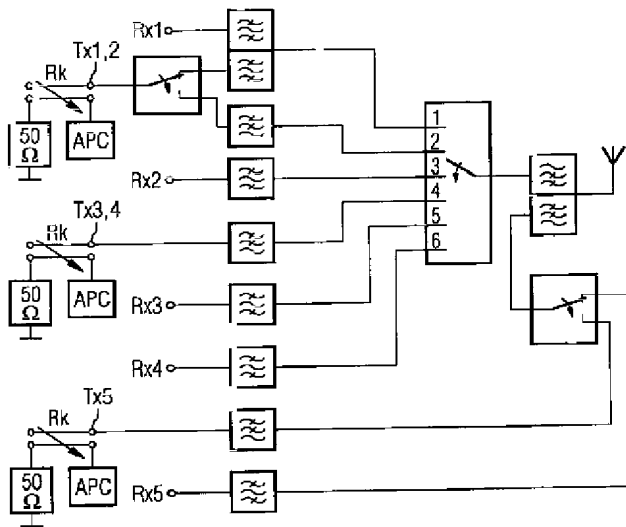 Rx1
Tx1,2
Rk
50
Ω
APC
1
2
3
4
5
6
Rx2
Tx3,4
Rk
50
Ω
APC
Rx3
Rx4
Tx5
Rk
50
Ω
APC
Rx5